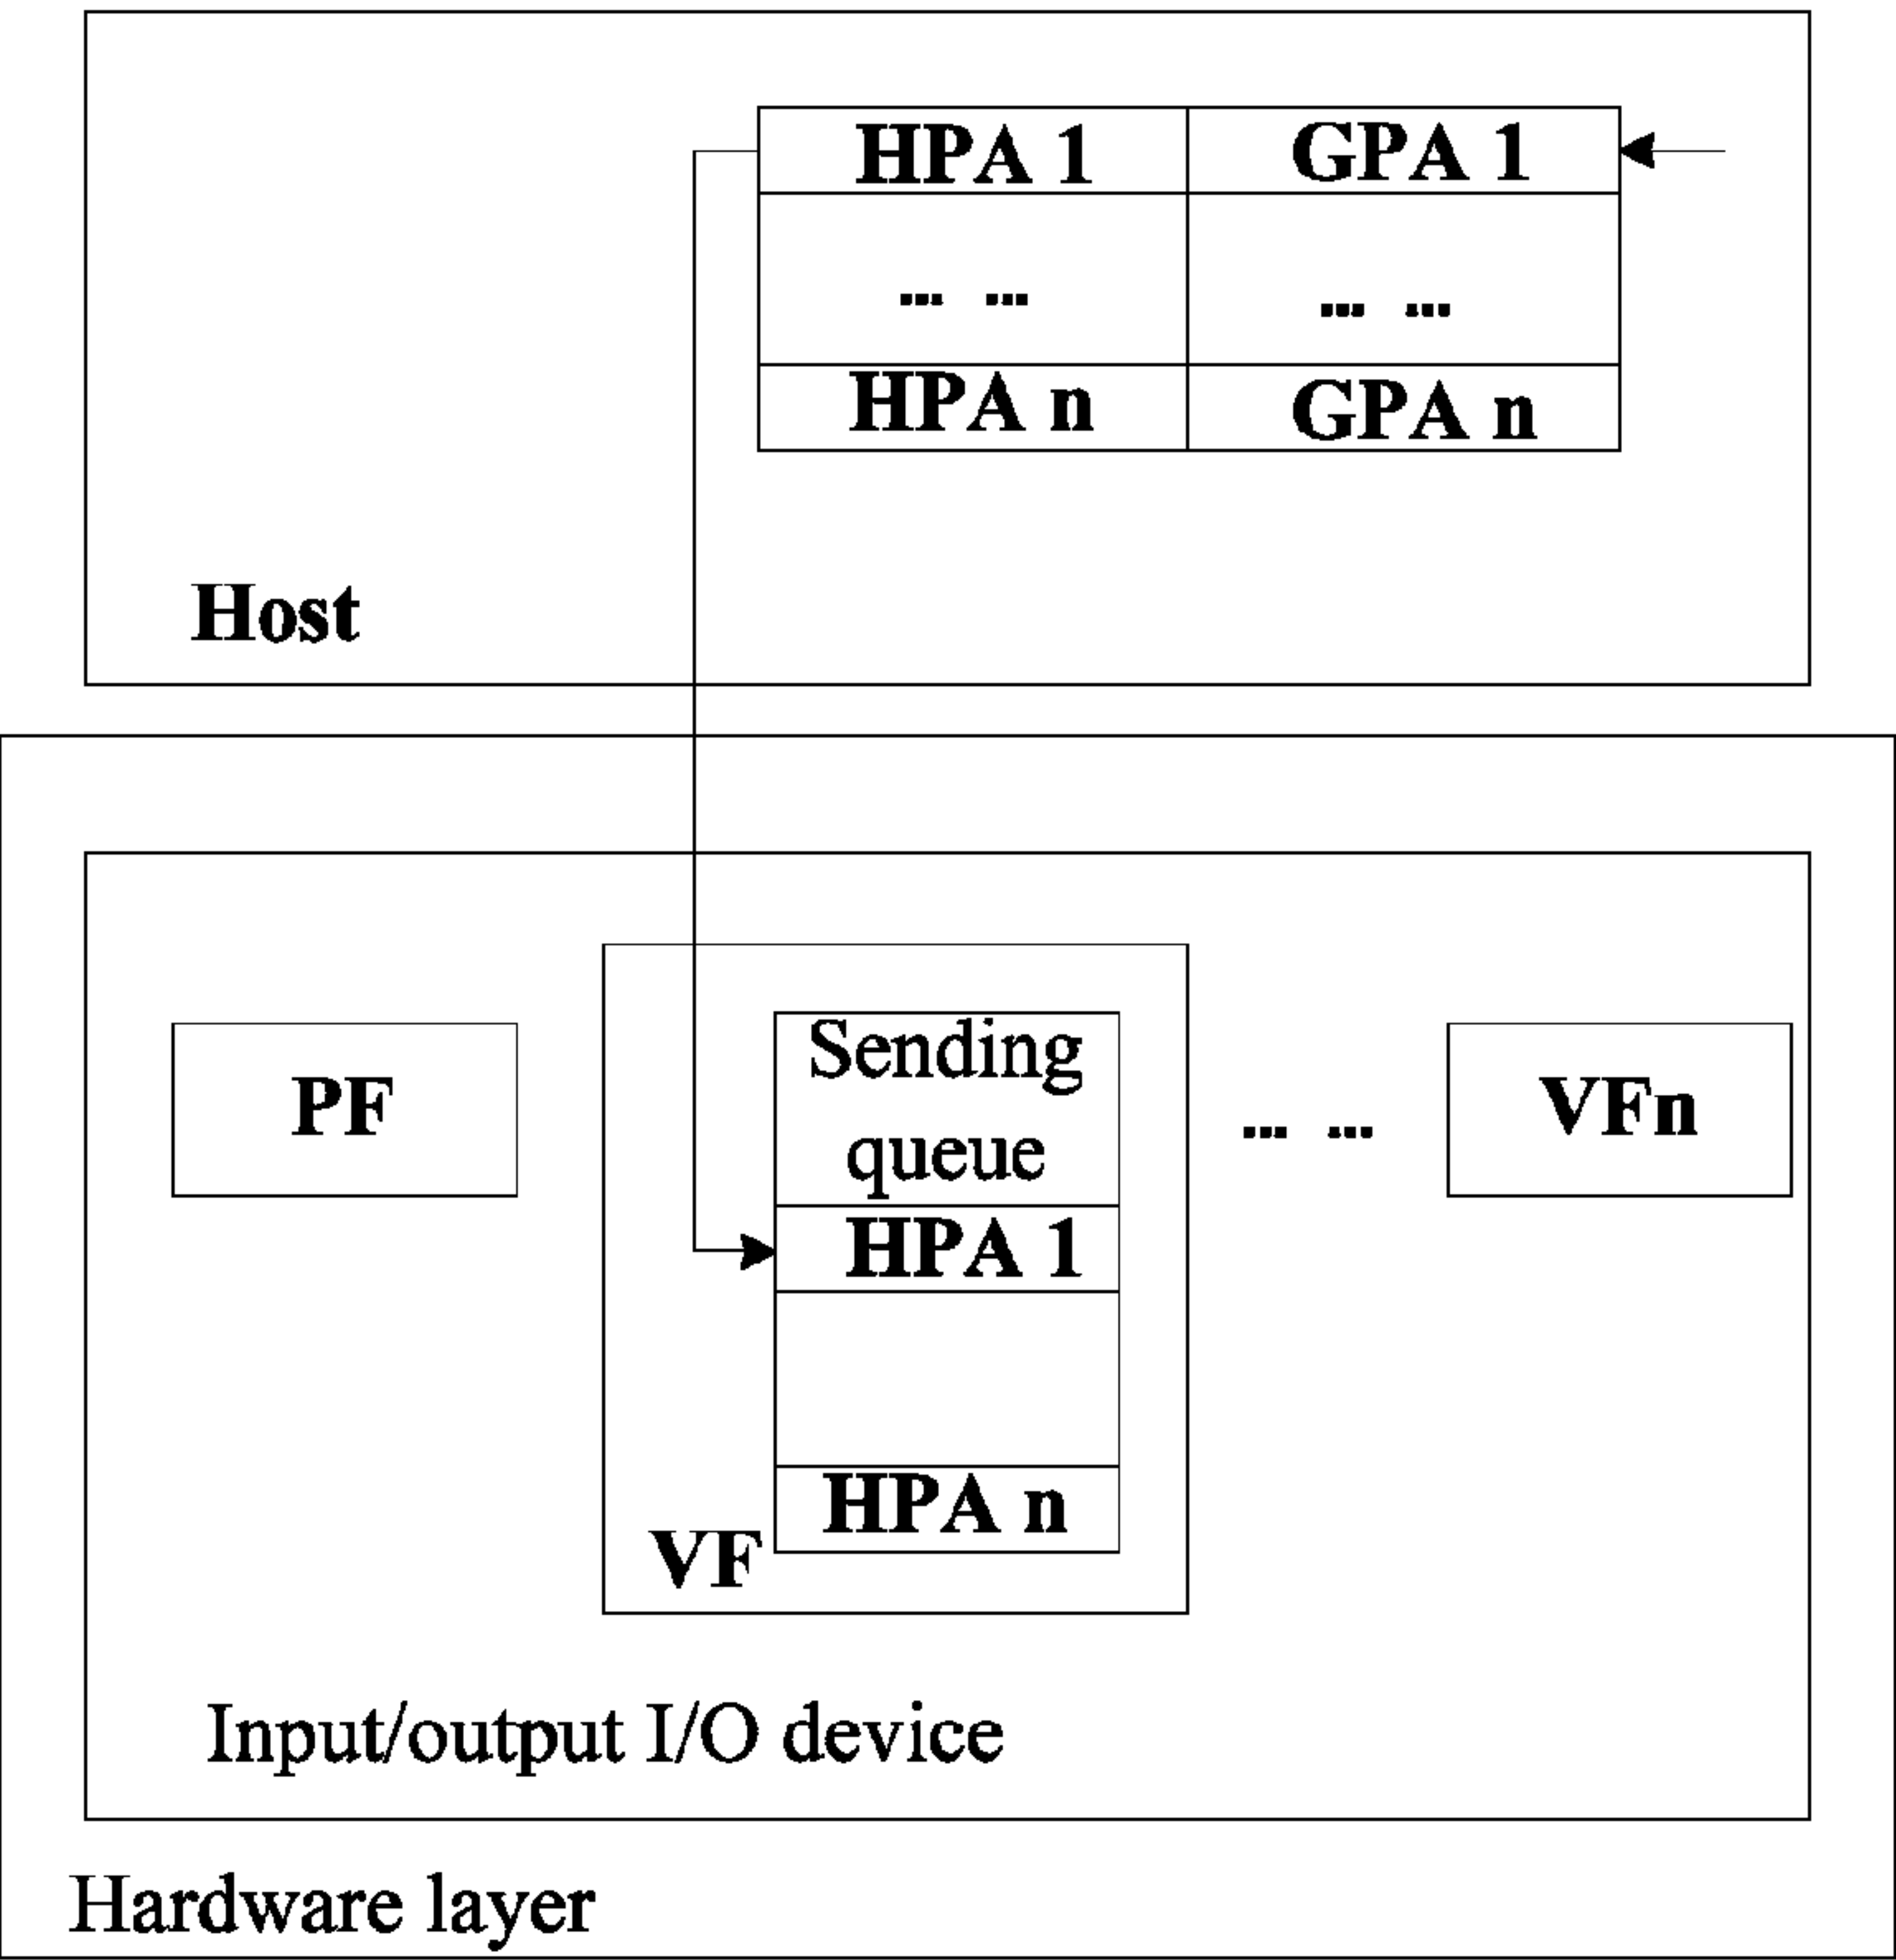 HPA 1 GPA 1
... ... ... ...
HPA n GPA n
Host
Sending
queue
PF ... ... VFn
HPA 1
HPA n
VF
Input/output I/O device
Hardware layer